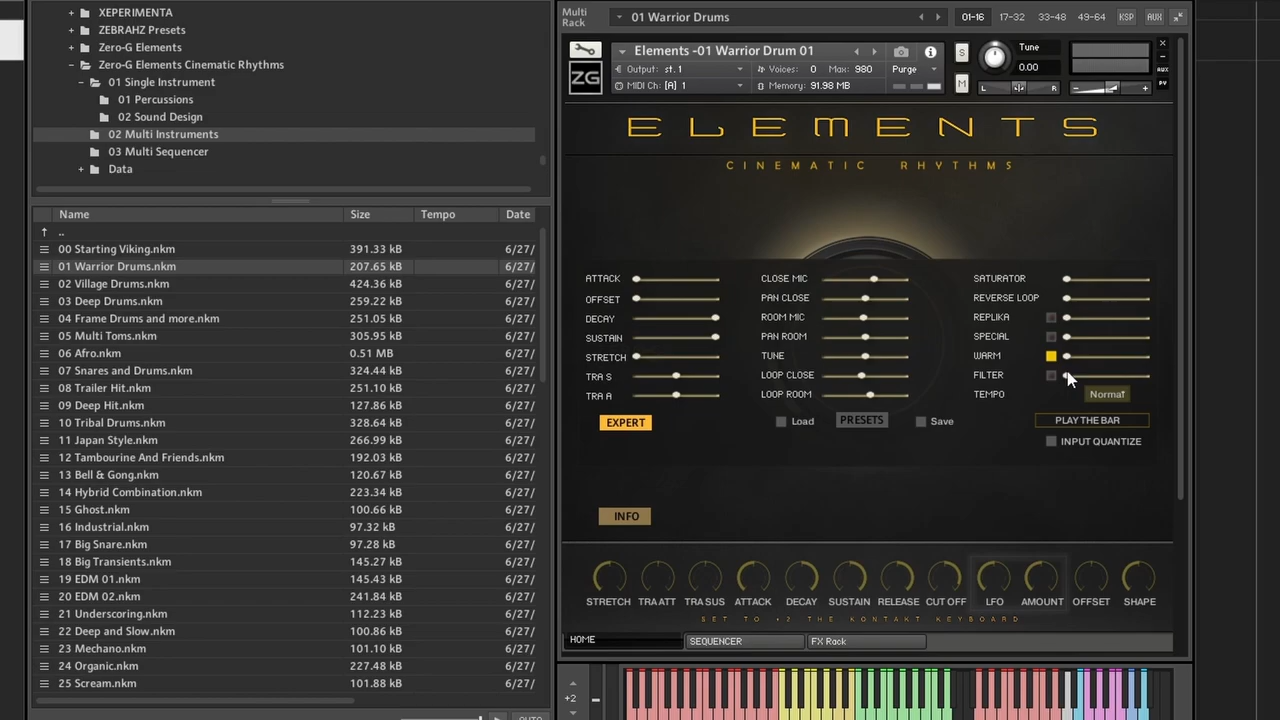 XEPERIMENTA
ZEBRAHZ Presets
Zero-G Elements
Zero-G Elements Cinematic Rhythms
01 Single Instrument
01 Percussions
02 Sound Design
02 Multi Instruments
03 Multi Sequencer
Data
Name Size Tempo Date
..
00 Starting Viking.nkm 391.33 kB 6/27/
01 Warrior Drums.nkm 207.65 kB 6/27/
02 Village Drums.nkm 424.36 kB 6/27/
03 Deep Drums.nkm 259.22 kB 6/27/
04 Frame Drums and more.nkm 251.05 kB 6/27/
05 Multi Toms.nkm 305.95 kB 6/27/
06 Afro.nkm 0.51 MB 6/27/
07 Snares and Drums.nkm 324.44 kB 6/27/
08 Trailer Hit.nkm 251.10 kB 6/27/
09 Deep Hit.nkm 127.86 kB 6/27/
10 Tribal Drums.nkm 328.64 kB 6/27/
11 Japan Style.nkm 266.99 kB 6/27/
12 Tambourine And Friends.nkm 192.03 kB 6/27/
13 Bell & Gong.nkm 120.67 kB 6/27/
14 Hybrid Combination.nkm 223.34 kB 6/27/
15 Ghost.nkm 100.66 kB 6/27/
16 Industrial.nkm 97.32 kB 6/27/
17 Big Snare.nkm 97.28 kB 6/27/
18 Big Transients.nkm 145.27 kB 6/27/
19 EDM 01.nkm 145.43 kB 6/27/
20 EDM 02.nkm 241.84 kB 6/27/
21 Underscoring.nkm 112.23 kB 6/27/
22 Deep and Slow.nkm 100.86 kB 6/27/
23 Mechano.nkm 101.10 kB 6/27/
24 Organic.nkm 227.48 kB 6/27/
25 Scream.nkm 101.88 kB 6/27/
Multi
Rack
01 Warrior Drums
01-16 17-32 33-48 49-64 KSP AUX
Elements -01 Warrior Drum 01
Output: st.1 Voices: 0 Max: 980 Purge
MIDI Ch: [A] 1 Memory: 91.98 MB
ZG
S
M
Tune
0.00
L R
AUX
PV
ELEMENTS
CINEMATIC RHYTHMS
ATTACK CLOSE MIC SATURATOR
OFFSET PAN CLOSE REVERSE LOOP
DECAY ROOM MIC REPLIKA
SUSTAIN PAN ROOM SPECIAL
STRETCH TUNE WARM
TRA S LOOP CLOSE FILTER
TRA A LOOP ROOM TEMPO Normal
EXPERT Load PRESETS Save PLAY THE BAR
INPUT QUANTIZE
INFO
STRETCH TRA ATT TRA SUS ATTACK DECAY SUSTAIN RELEASE CUT OFF LFO AMOUNT OFFSET SHAPE
SET TO +2 THE KONTAKT KEYBOARD
HOME SEQUENCER FX Rack
+2